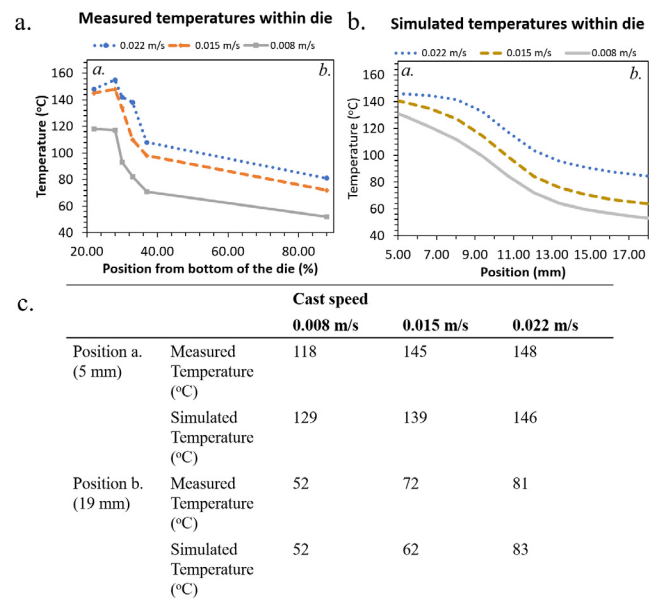 a.
Measured temperatures within die
0.022 m/s 0.015 m/s 0.008 m/s
Temperature (°C)
160
140
120
100
80
60
40
a.
b.
20.00 40.00 60.00 80.00
Position from bottom of the die (%)
b.
Simulated temperatures within die
0.022 m/s 0.015 m/s 0.008 m/s
Temperature (°C)
160
140
120
100
80
60
40
a.
b.
5.00 7.00 9.00 11.00 13.00 15.00 17.00
Position (mm)
c.
Cast speed
0.008 m/s 0.015 m/s 0.022 m/s
Position a. Measured 118 145 148
(5 mm) Temperature
(°C)
Simulated 129 139 146
Temperature
(°C)
Position b. Measured 52 72 81
(19 mm) Temperature
(°C)
Simulated 52 62 83
Temperature
(°C)